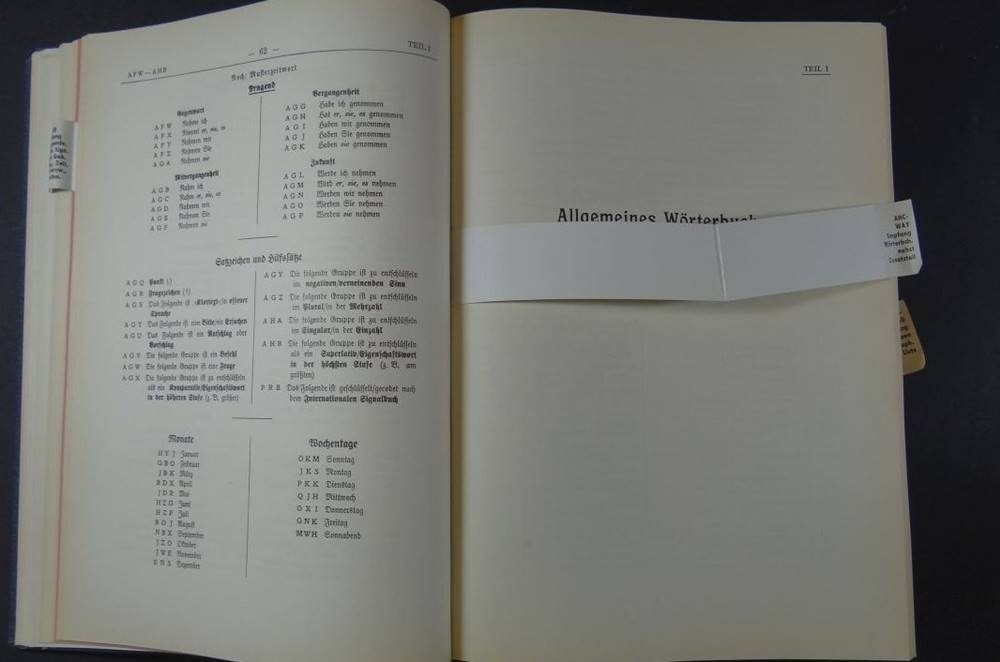 AFW — AHB
— 62 —
TEIL I
Noch: Musterzeitwort
Fragend
Gegenwart
AFW Nehme ich
AFX Nimmt er, sie, es
AFY Nehmen wir
AFZ Nehmen Sie
AGA Nehmen sie
Mitvergangenheit
AGB Nahm ich
AGC Nahm er, sie, es
AGD Nahmen wir
AGE Nahmen Sie
AGF Nahmen sie
Vergangenheit
AGG Habe ich genommen
AGH Hat er, sie, es genommen
AGI Haben wir genommen
AGJ Haben Sie genommen
AGK Haben sie genommen
Zukunft
AGL Werde ich nehmen
AGM Wird er, sie, es nehmen
AGN Werden wir nehmen
AGO Werden Sie nehmen
AGP Werden sie nehmen
Satzzeichen und Hilfssätze
AGQ Punkt (.)
AGR Fragezeichen (?)
AGS Das Folgende ist »Klartext«/in offener
Sprache
AGT Das Folgende ist eine Bitte/ein Ersuchen
AGU Das Folgende ist ein Ratschlag oder
Vorschlag
AGV Die folgende Gruppe ist ein Befehl
AGW Die folgende Gruppe ist eine Frage
AGX Die folgende Gruppe ist zu entschlüsseln
als ein Komparativ/Eigenschaftswort
in der höheren Stufe (z. B. größer)
AGY Die folgende Gruppe ist zu entschlüsseln
im negativen/verneinenden Sinn
AGZ Die folgende Gruppe ist zu entschlüsseln
im Plural/in der Mehrzahl
AHA Die folgende Gruppe ist zu entschlüsseln
im Singular/in der Einzahl
AHB Die folgende Gruppe ist zu entschlüsseln
als ein Superlativ/Eigenschaftswort
in der höchsten Stufe (z. B. am
größten)
PRB Das Folgende ist geschlüsselt/gecodet nach
dem Internationalen Signalbuch
Monate
HYJ Januar
GBO Februar
JBK März
BDX April
JDR Mai
HZG Juni
HZF Juli
BOJ August
NBX September
JZO Oktober
JWE November
ENS Dezember
Wochentage
OKM Sonntag
JKS Montag
PKK Dienstag
QJH Mittwoch
OXI Donnerstag
GNK Freitag
MWH Sonnabend
TEIL I
Allgemeines Wörterbuch
AHC-
WAY
Empfang
Wörterbch.
nebst
Zusatzteil